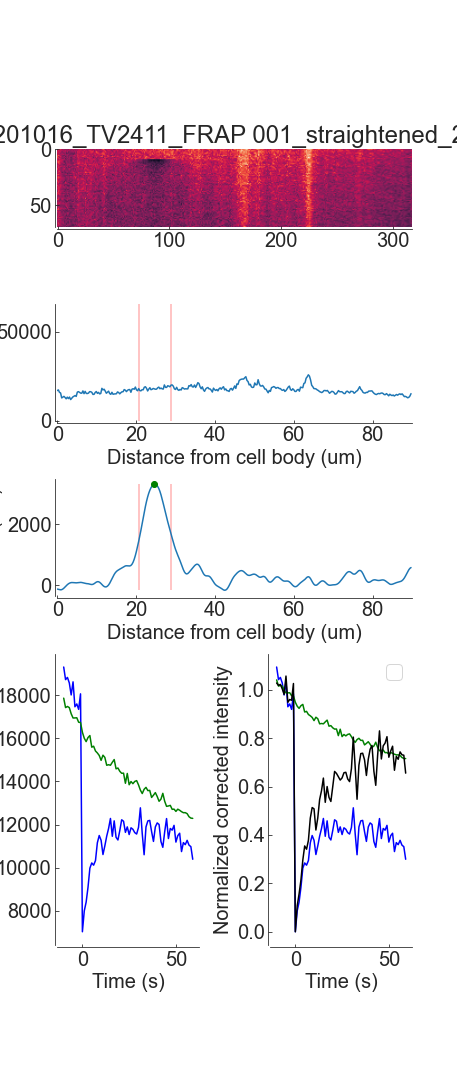 201016_TV2411_FRAP 001_straightened_2
0
50
0 100 200 300
50000
0
0 20 40 60 80
Distance from cell body (um)
2000
0
0 20 40 60 80
Distance from cell body (um)
18000
16000
14000
12000
10000
8000
0 50
Time (s)
Normalized corrected intensity
1.0
0.8
0.6
0.4
0.2
0.0
0 50
Time (s)